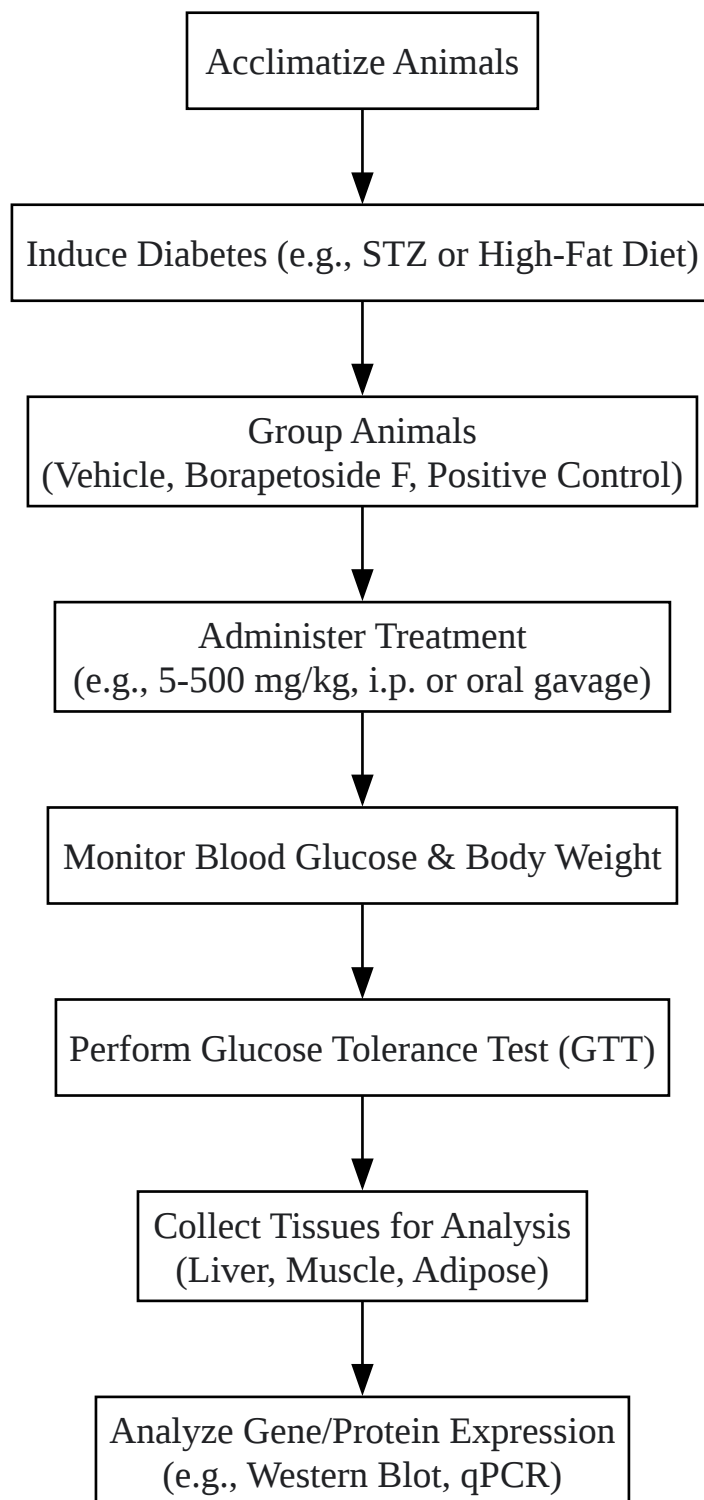 Acclimatize Animals
Induce Diabetes (e.g., STZ or High-Fat Diet)
Group Animals
(Vehicle, Borapetoside F, Positive Control)
Administer Treatment
(e.g., 5-500 mg/kg, i.p. or oral gavage)
Monitor Blood Glucose & Body Weight
Perform Glucose Tolerance Test (GTT)
Collect Tissues for Analysis
(Liver, Muscle, Adipose)
Analyze Gene/Protein Expression
(e.g., Western Blot, qPCR)